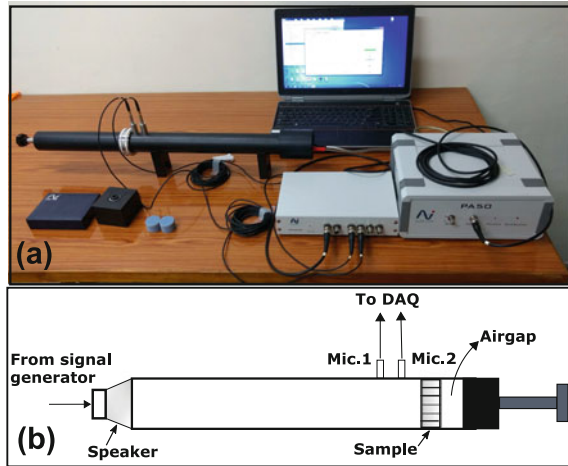 PASO
(a)
To DAQ
Mic.1
Mic.2
Airgap
From signal
generator
(b)
Speaker
Sample